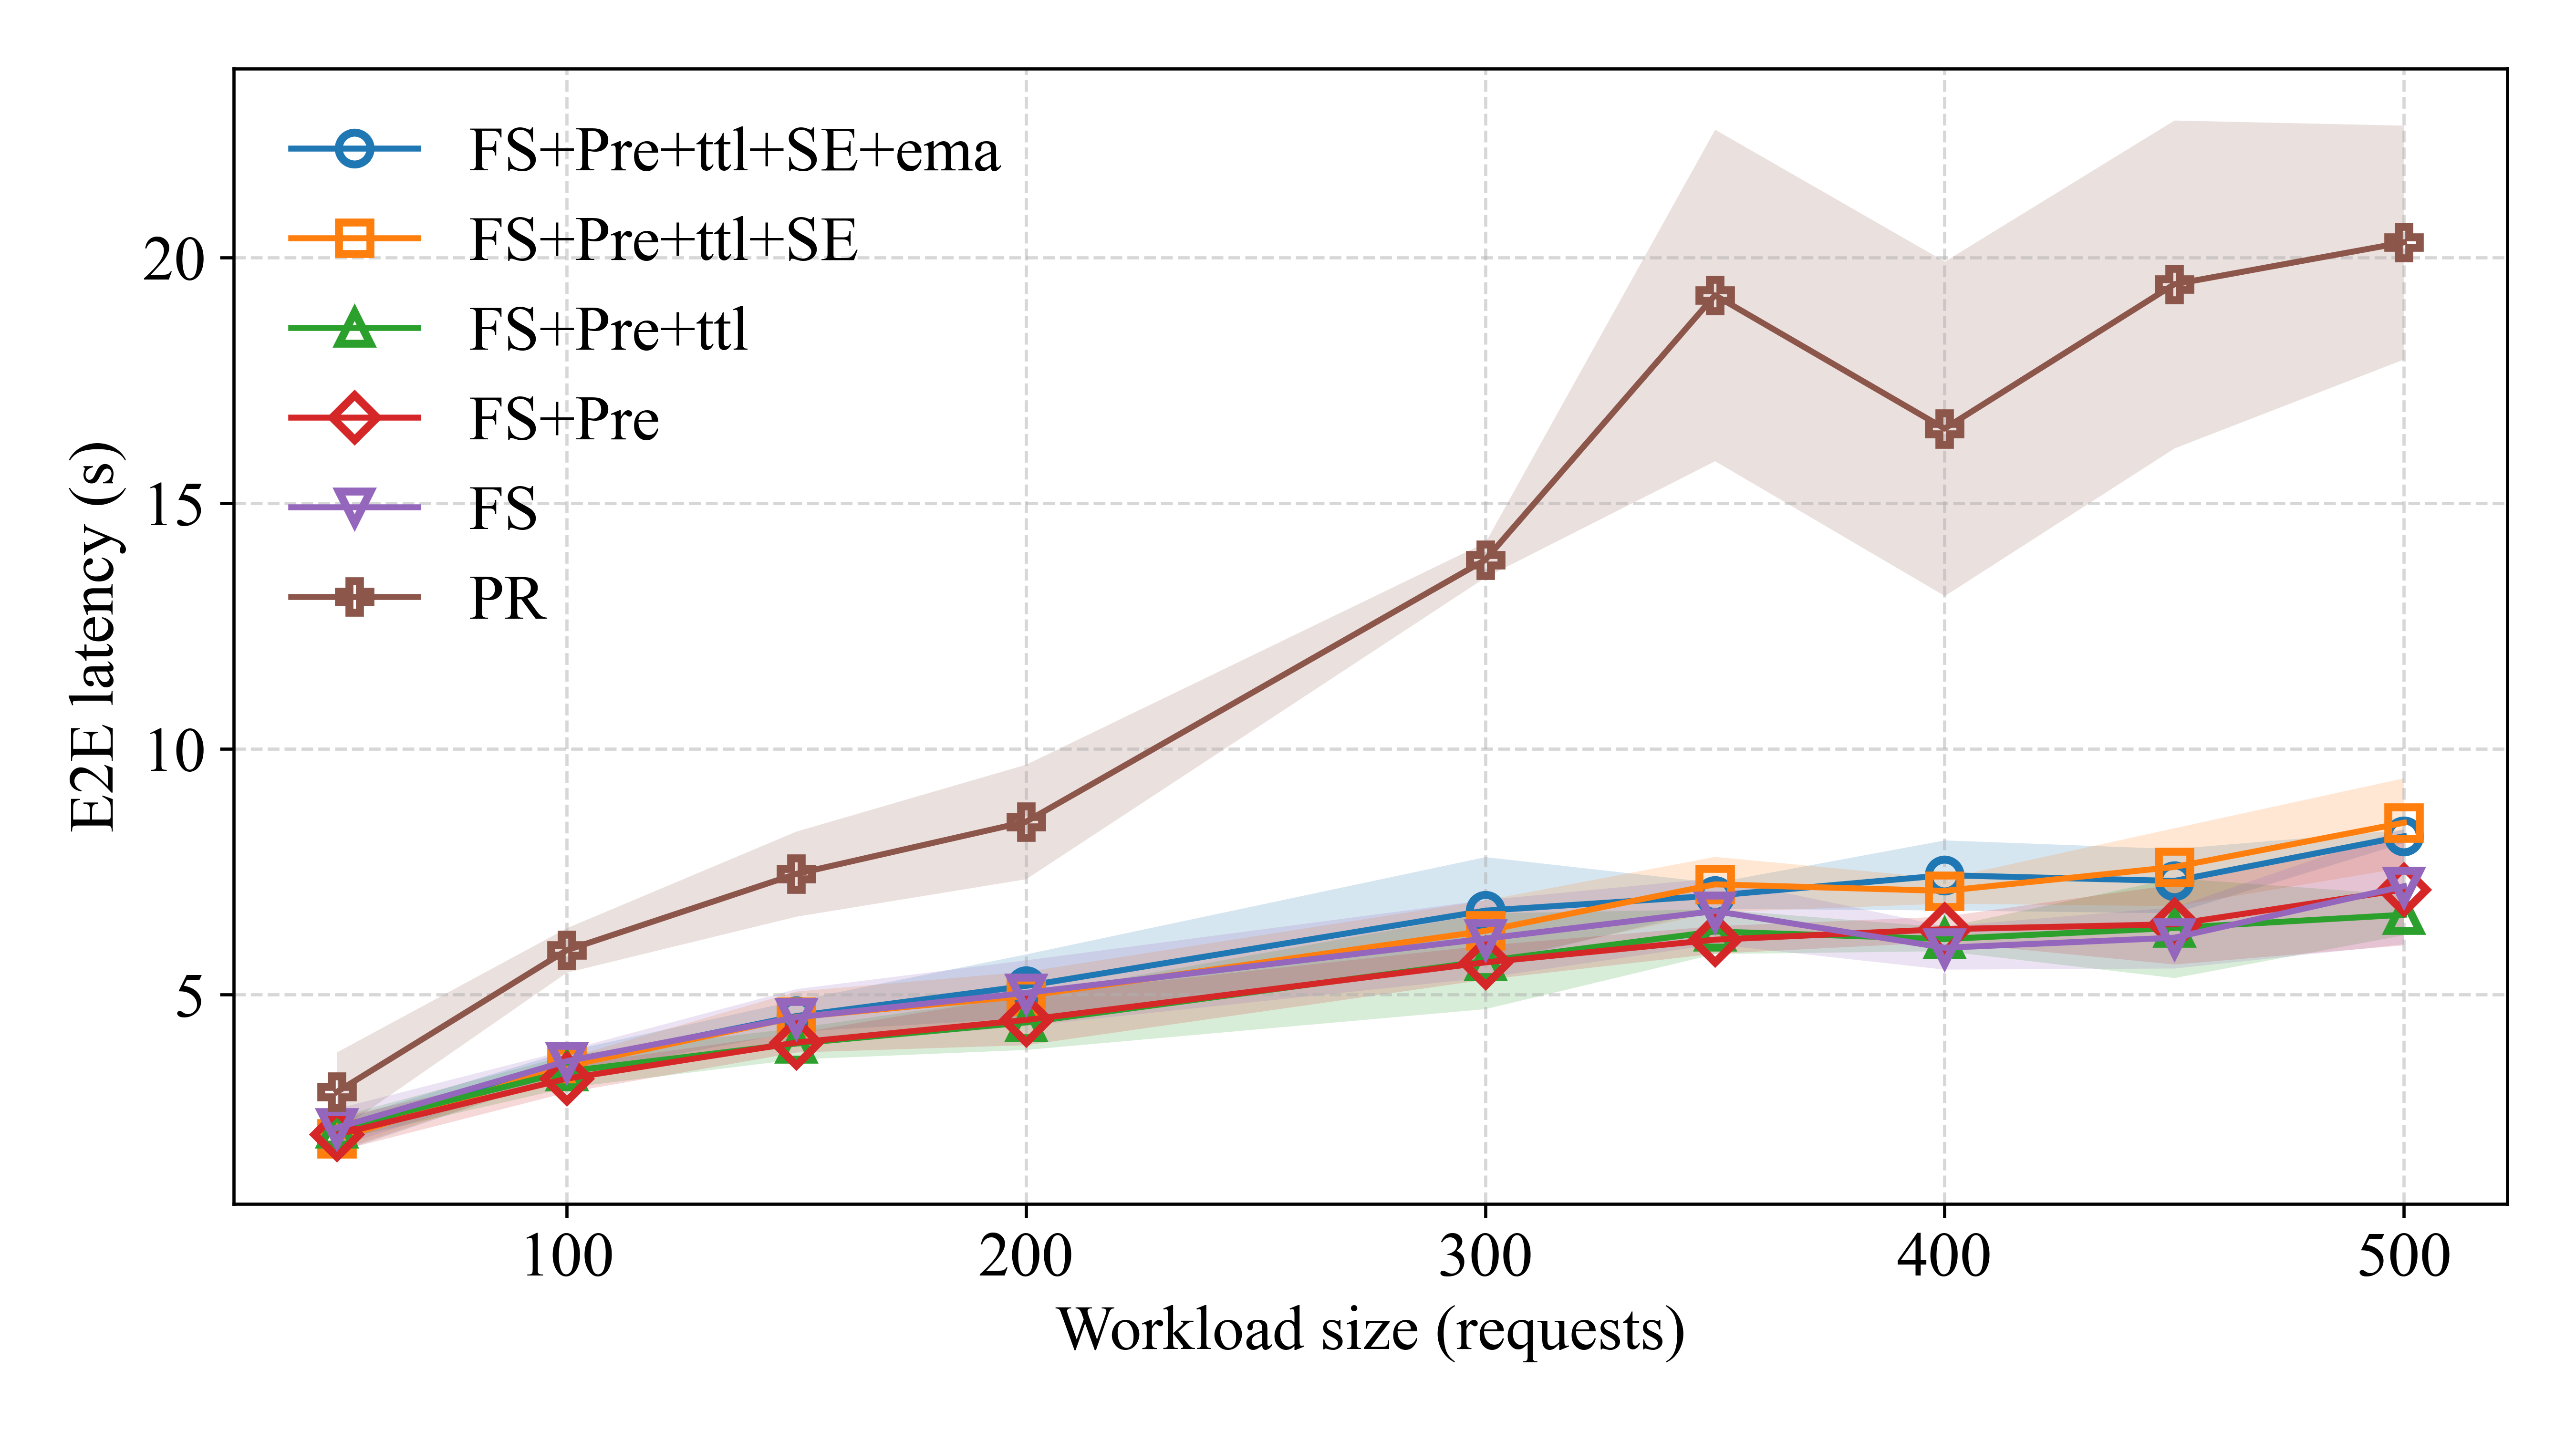 FS+Pre+ttl+SE+ema
FS+Pre+ttl+SE
FS+Pre+ttl
FS+Pre
FS
PR
E2E latency (s)
20
15
10
5
100 200 300 400 500
Workload size (requests)